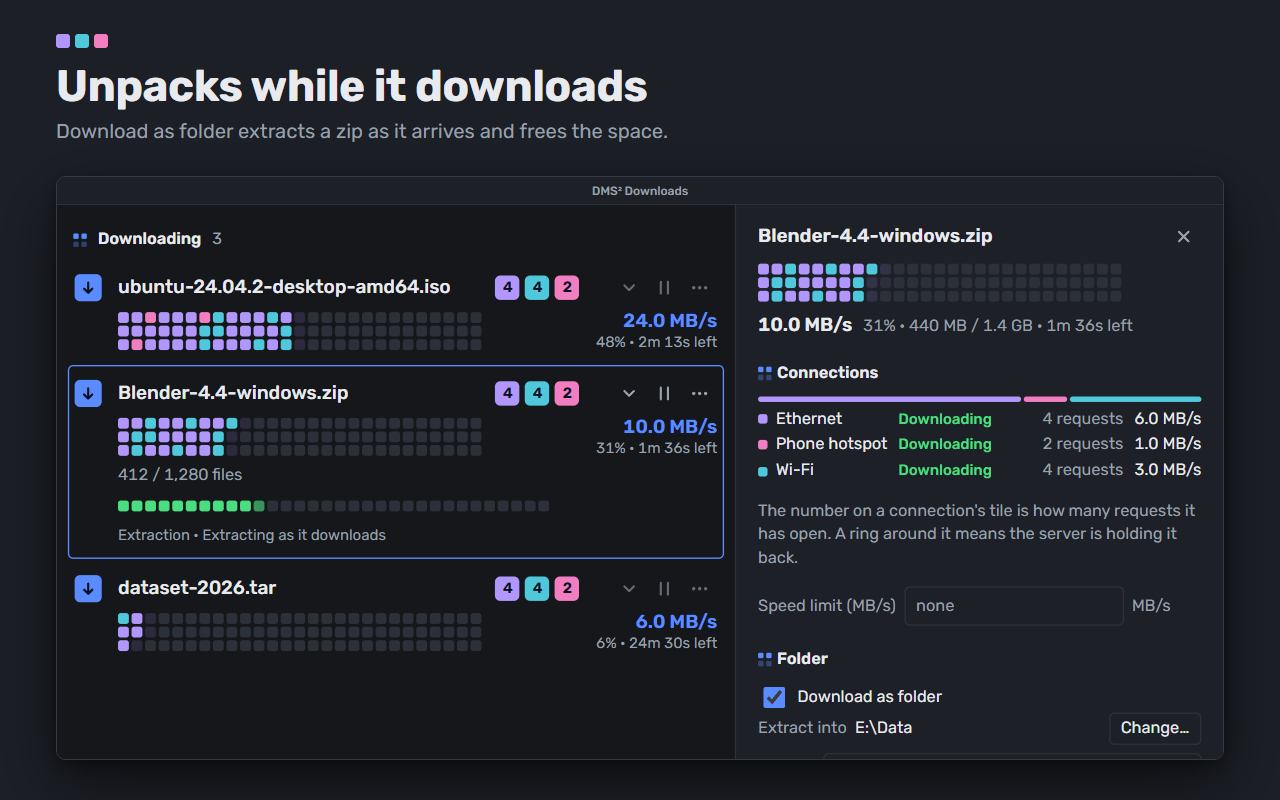 Unpacks while it downloads
Download as folder extracts a zip as it arrives and frees the space.
DMS² Downloads
Downloading 3
ubuntu-24.04.2-desktop-amd64.iso 4 4 2
24.0 MB/s
48% • 2m 13s left
Blender-4.4-windows.zip 4 4 2
10.0 MB/s
31% • 1m 36s left
412 / 1,280 files
Extraction • Extracting as it downloads
dataset-2026.tar 4 4 2
6.0 MB/s
6% • 24m 30s left
Blender-4.4-windows.zip
10.0 MB/s 31% • 440 MB / 1.4 GB • 1m 36s left
Connections
Ethernet Downloading 4 requests 6.0 MB/s
Phone hotspot Downloading 2 requests 1.0 MB/s
Wi-Fi Downloading 4 requests 3.0 MB/s
The number on a connection's tile is how many requests it
has open. A ring around it means the server is holding it
back.
Speed limit (MB/s) none MB/s
Folder
Download as folder
Extract into E:\Data Change...